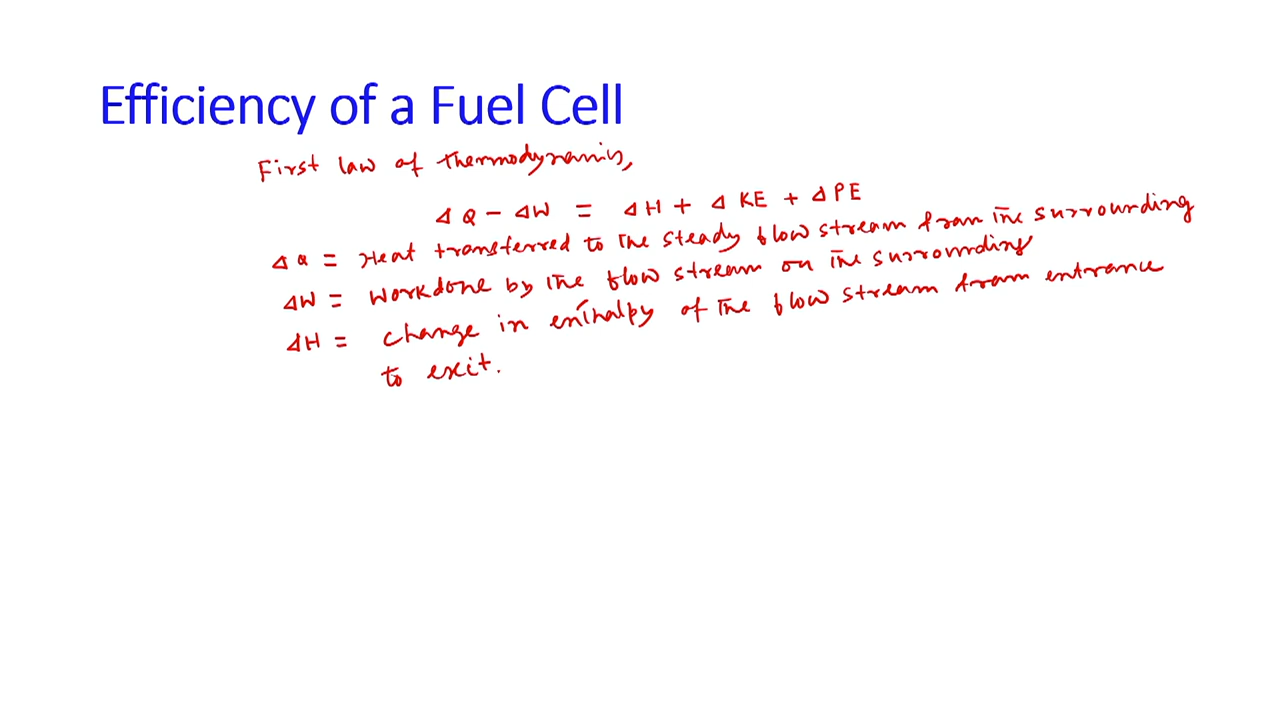 Efficiency of a Fuel Cell
First law of thermodynamics,
ΔQ - ΔW = ΔH + Δ KE + ΔPE
ΔQ = Heat transferred to the steady flow stream from the surrounding
ΔW = Workdone by the flow stream on the surrounding
ΔH = change in enthalpy of the flow stream from entrance
to exit.